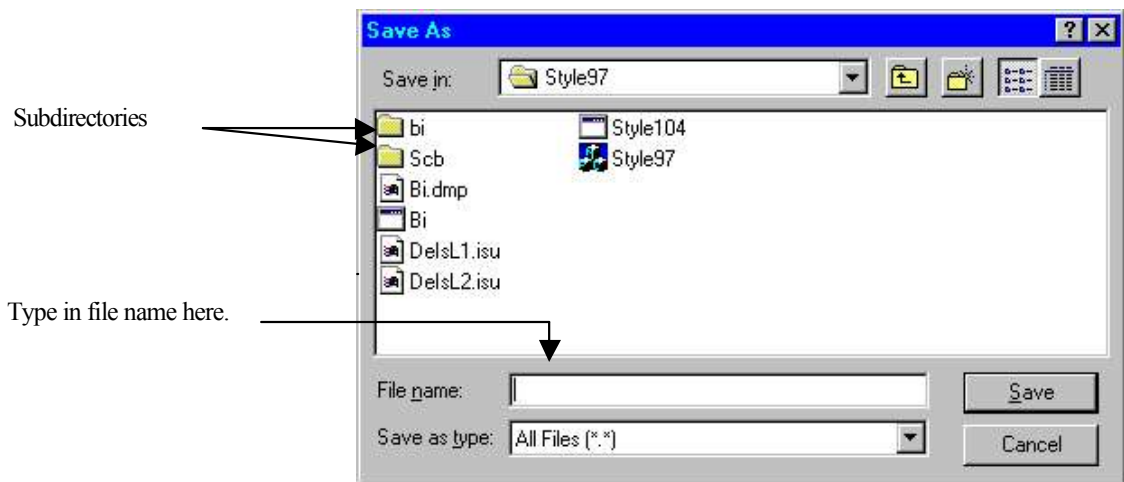 Save As
Save in: Style97
Subdirectories
bi
Scb
Bi.dmp
Bi
DelsL1.isu
DelsL2.isu
Style104
Style97
Type in file name here.
File name:
Save
Save as type: All Files (*.*)
Cancel